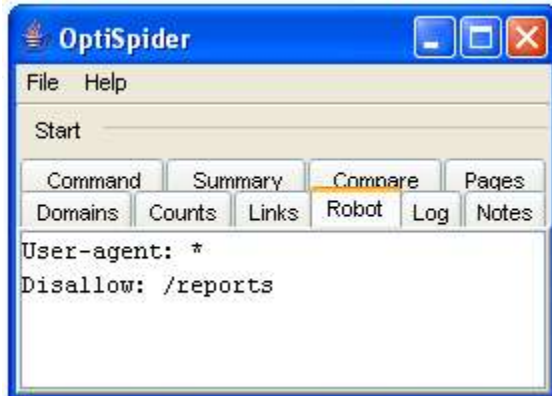 OptiSpider
File Help
Start
Command Summary Compare Pages
Domains Counts Links Robot Log Notes
User-agent: *
Disallow: /reports